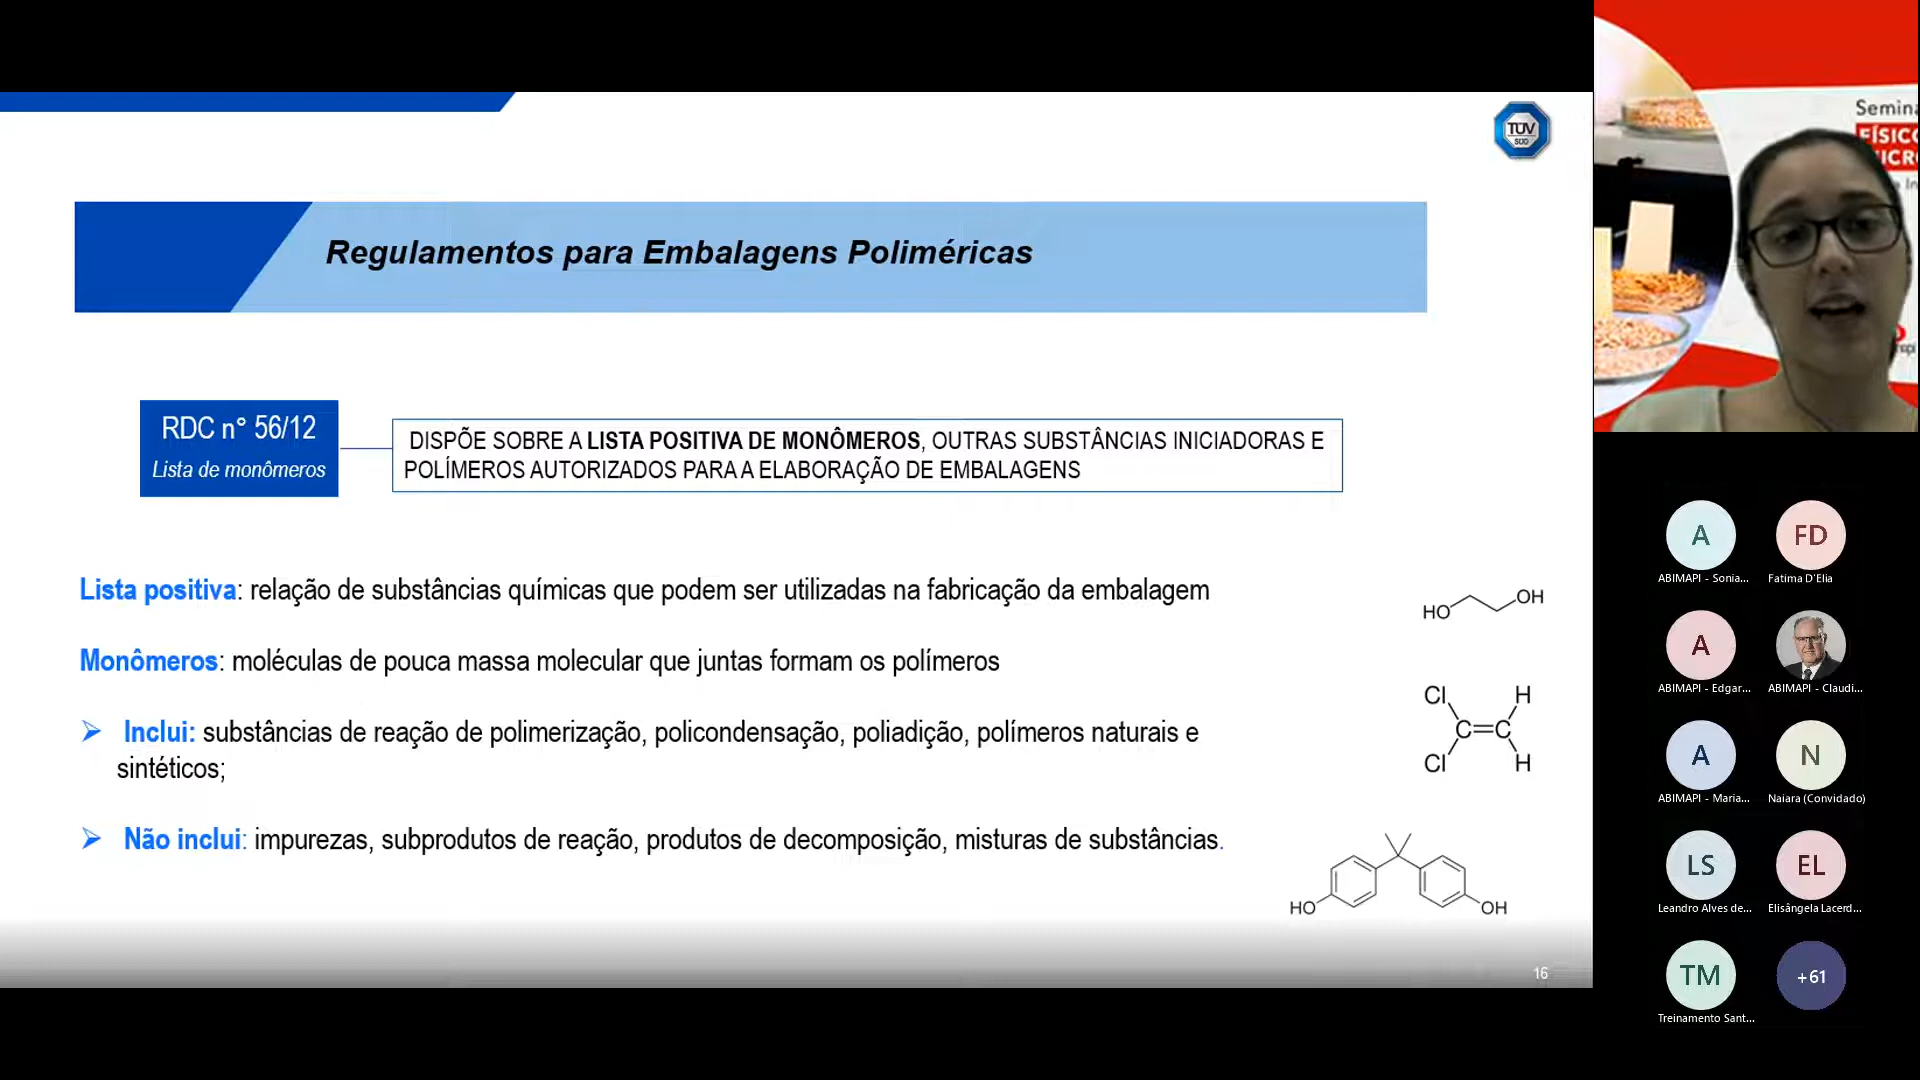 TÜV
SÜD
Regulamentos para Embalagens Poliméricas
RDC n° 56/12
Lista de monômeros
DISPÕE SOBRE A LISTA POSITIVA DE MONÔMEROS, OUTRAS SUBSTÂNCIAS INICIADORAS E
POLÍMEROS AUTORIZADOS PARA A ELABORAÇÃO DE EMBALAGENS
Lista positiva: relação de substâncias químicas que podem ser utilizadas na fabricação da embalagem
HO OH
Monômeros: moléculas de pouca massa molecular que juntas formam os polímeros
Cl H
C=C
Cl H
➢ Inclui: substâncias de reação de polimerização, policondensação, poliadição, polímeros naturais e
sintéticos;
➢ Não inclui: impurezas, subprodutos de reação, produtos de decomposição, misturas de substâncias.
HO OH
16
Semina
FÍSICO
ICR
e In
A
FD
ABIMAPI - Sonia...
Fatima D'Elia
A
ABIMAPI - Edgar...
ABIMAPI - Claudi...
A
N
ABIMAPI - Maria...
Naiara (Convidado)
LS
EL
Leandro Alves de...
Elisângela Lacerd...
TM
+61
Treinamento Sant...